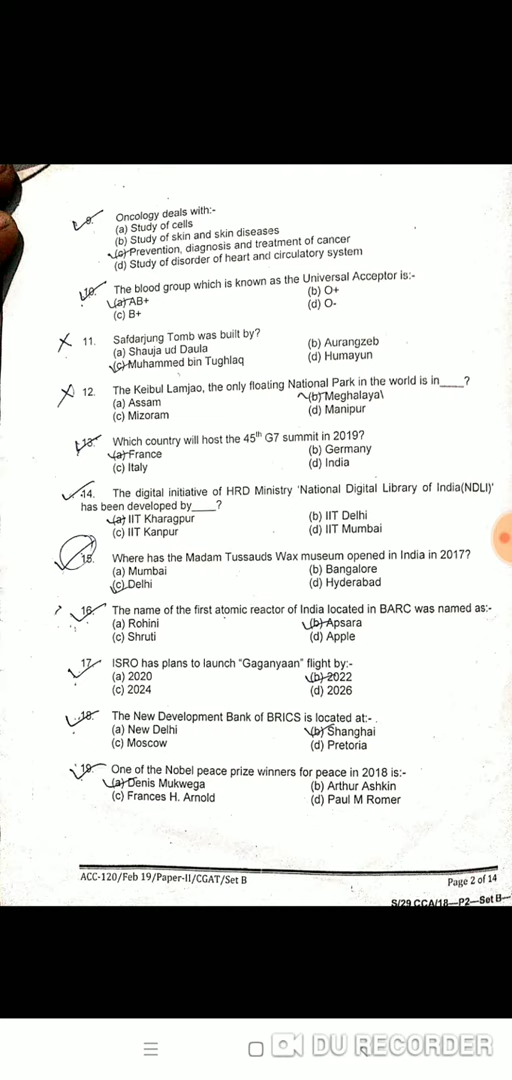 9. Oncology deals with:-
(a) Study of cells
(b) Study of skin and skin diseases
(c) Prevention, diagnosis and treatment of cancer
(d) Study of disorder of heart and circulatory system
10. The blood group which is known as the Universal Acceptor is:-
(a) AB+ (b) O+
(c) B+ (d) O-
11. Safdarjung Tomb was built by?
(a) Shauja ud Daula (b) Aurangzeb
(c) Muhammed bin Tughlaq (d) Humayun
12. The Keibul Lamjao, the only floating National Park in the world is in____?
(a) Assam (b) Meghalaya\
(c) Mizoram (d) Manipur
13. Which country will host the 45th G7 summit in 2019?
(a) France (b) Germany
(c) Italy (d) India
14. The digital initiative of HRD Ministry 'National Digital Library of India(NDLI)'
has been developed by____?
(a) IIT Kharagpur (b) IIT Delhi
(c) IIT Kanpur (d) IIT Mumbai
15. Where has the Madam Tussauds Wax museum opened in India in 2017?
(a) Mumbai (b) Bangalore
(c) Delhi (d) Hyderabad
16. The name of the first atomic reactor of India located in BARC was named as:-
(a) Rohini (b) Apsara
(c) Shruti (d) Apple
17. ISRO has plans to launch "Gaganyaan" flight by:-
(a) 2020 (b) 2022
(c) 2024 (d) 2026
18. The New Development Bank of BRICS is located at:-
(a) New Delhi (b) Shanghai
(c) Moscow (d) Pretoria
19. One of the Nobel peace prize winners for peace in 2018 is:-
(a) Denis Mukwega (b) Arthur Ashkin
(c) Frances H. Arnold (d) Paul M Romer
ACC-120/Feb 19/Paper-II/CGAT/Set B Page 2 of 14
S/29 CCA/18—P2—Set B—
DU RECORDER